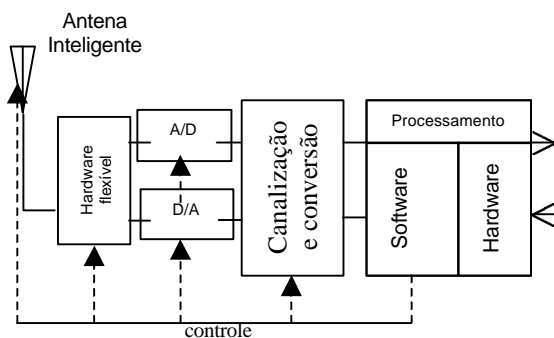 Antena
Inteligente
Hardware
flexível
A/D
D/A
Canalização
e conversão
Processamento
Software
Hardware
controle